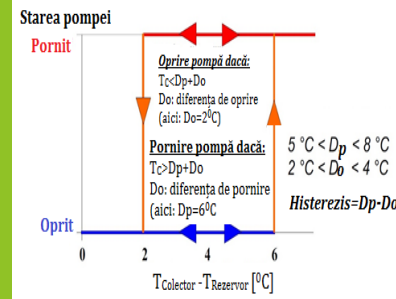 Starea pompei
Pornit
Oprire pompă dacă:
Tc<Dp+Do
Do: diferența de oprire
(aici: Do=2⁰C)
Pornire pompă dacă:
Tc>Dp+Do
Do: diferența de pornire
(aici: Dp=6⁰C
5 °C < Dp < 8 °C
2 °C < Do < 4 °C
Histerezis=Dp-Do
Oprit
0 2 4 6
TColector - TRezervor [⁰C]